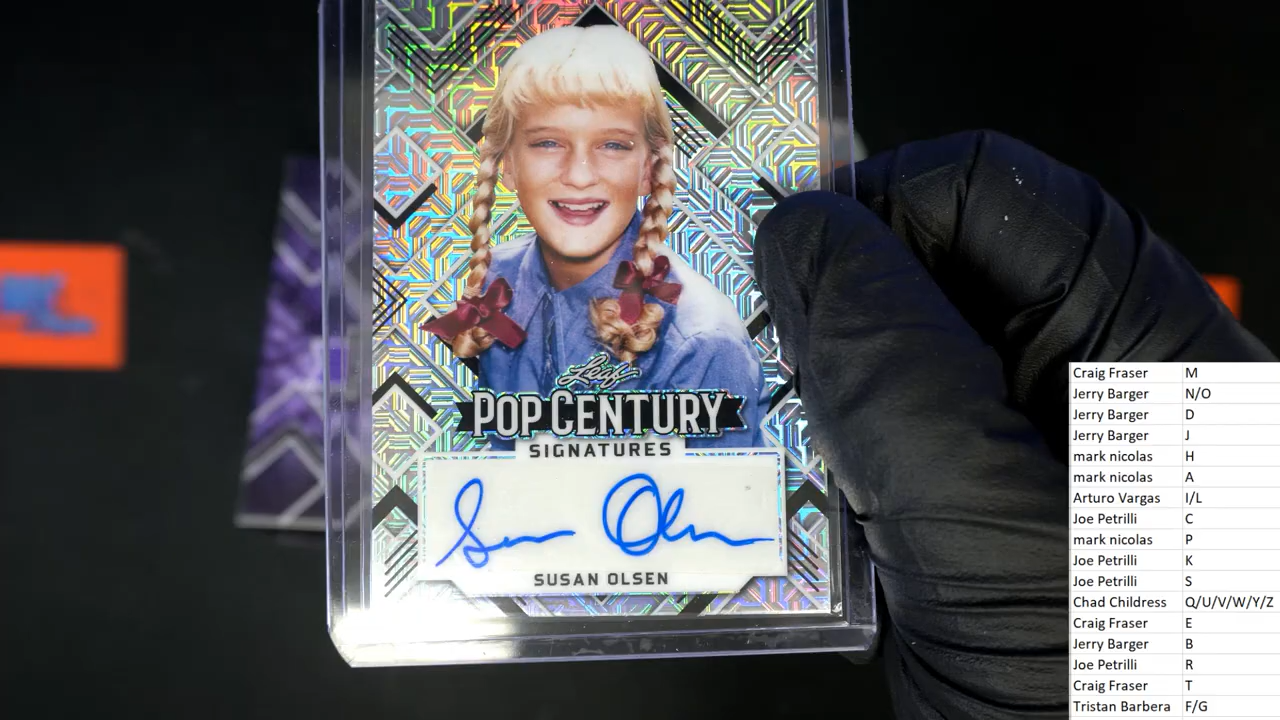 Leaf
POP CENTURY
SIGNATURES
Susan Olsen
SUSAN OLSEN
Craig Fraser M
Jerry Barger N/O
Jerry Barger D
Jerry Barger J
mark nicolas H
mark nicolas A
Arturo Vargas I/L
Joe Petrilli C
mark nicolas P
Joe Petrilli K
Joe Petrilli S
Chad Childress Q/U/V/W/Y/Z
Craig Fraser E
Jerry Barger B
Joe Petrilli R
Craig Fraser T
Tristan Barbera F/G